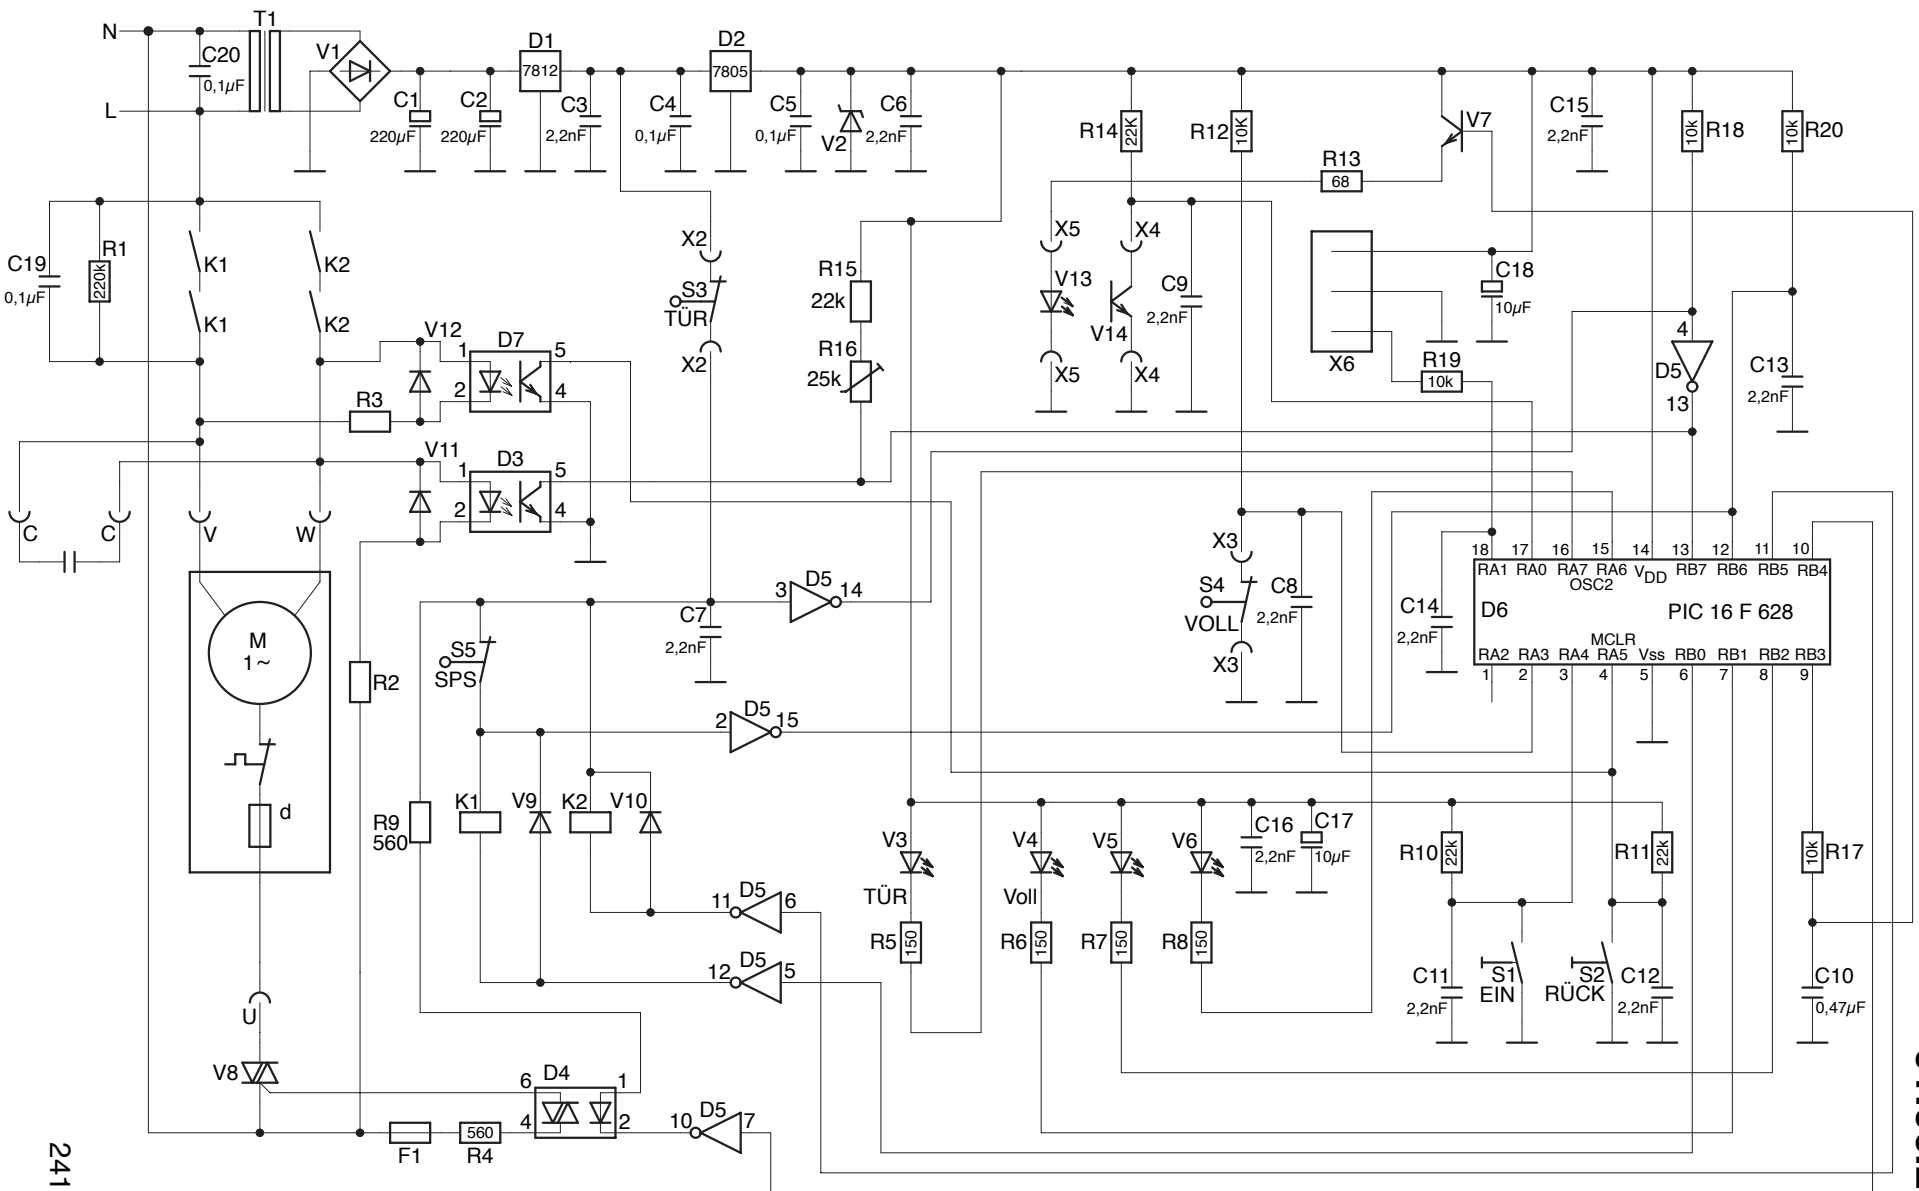 N
T1
C20
0,1µF
L
V1
C1
220µF
C2
220µF
D1
7812
C3
2,2nF
C4
0,1µF
D2
7805
C5
0,1µF
V2
C6
2,2nF
R14
22K
R12
10K
R13
68
V7
C15
2,2nF
R18
10k
R20
10k
C19
0,1µF
R1
220k
K1
K2
K1
K2
X2
S3
TÜR
X2
R15
22k
R16
25k
X5
V13
X5
X4
V14
X4
C9
2,2nF
X6
C18
10µF
R19
10k
4
D5
13
C13
2,2nF
V12
D7
1
2
5
4
R3
V11
D3
1
2
5
4
C
C
V
W
M
1~
d
R2
S5
SPS
C7
2,2nF
3
D5
14
2
D5
15
X3
S4
VOLL
X3
C8
2,2nF
C14
2,2nF
18 17 16 15 14 13 12 11 10
RA1 RA0 RA7 RA6 VDD RB7 RB6 RB5 RB4
OSC2
D6
PIC 16 F 628
MCLR
RA2 RA3 RA4 RA5 Vss RB0 RB1 RB2 RB3
1 2 3 4 5 6 7 8 9
R9
560
K1
V9
K2
V10
11
D5
6
12
D5
5
V3
TÜR
R5
150
V4
Voll
R6
150
V5
R7
150
V6
R8
150
C16
2,2nF
C17
10µF
R10
22k
R11
22k
R17
10k
C11
2,2nF
S1
EIN
S2
RÜCK
C12
2,2nF
C10
0,47µF
U
V8
D4
6
4
1
2
10
D5
7
F1
560
R4
241